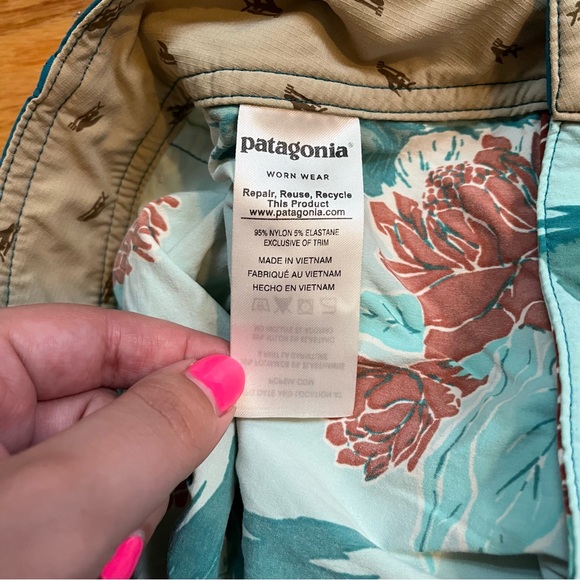 patagonia®
WORN WEAR
Repair, Reuse, Recycle
This Product
www.patagonia.com
95% NYLON 5% ELASTANE
EXCLUSIVE OF TRIM
MADE IN VIETNAM
FABRIQUÉ AU VIETNAM
HECHO EN VIETNAM